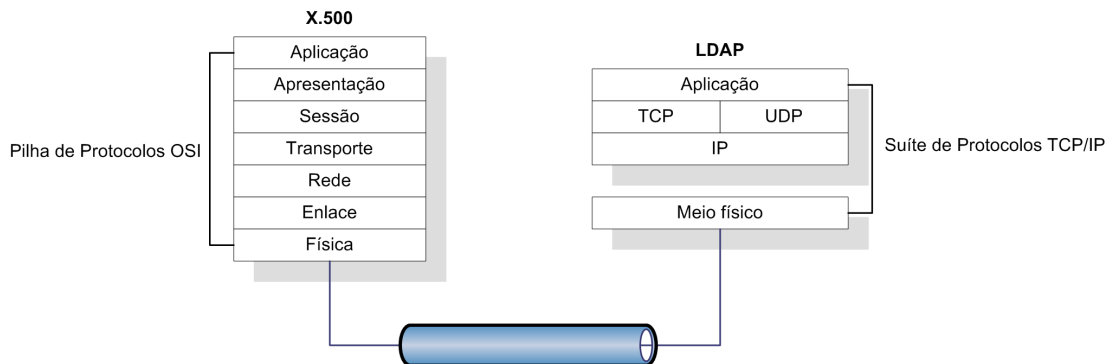 X.500
Aplicação
Apresentação
Sessão
Transporte
Rede
Enlace
Física
Pilha de Protocolos OSI
LDAP
Aplicação
TCP
UDP
IP
Meio físico
Suíte de Protocolos TCP/IP